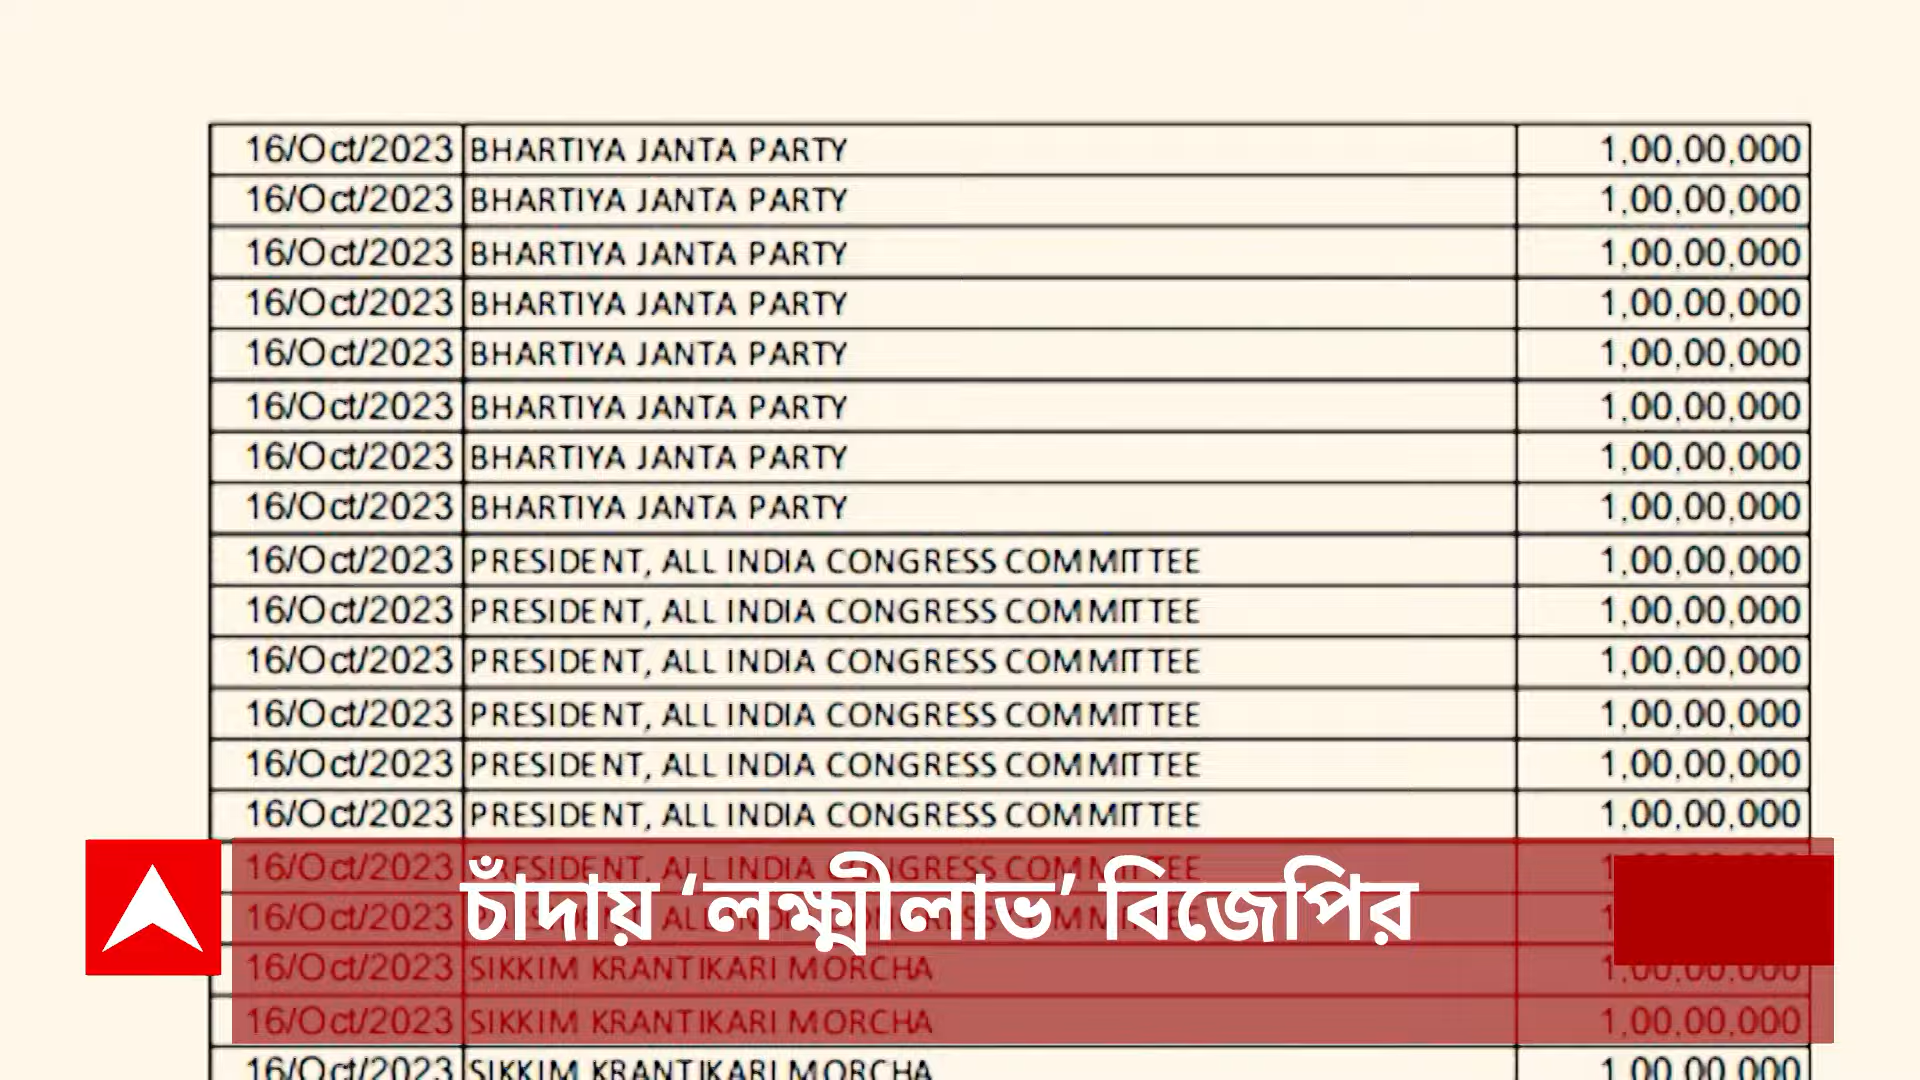 16/Oct/2023 BHARTIYA JANTA PARTY 1,00,00,000
16/Oct/2023 BHARTIYA JANTA PARTY 1,00,00,000
16/Oct/2023 BHARTIYA JANTA PARTY 1,00,00,000
16/Oct/2023 BHARTIYA JANTA PARTY 1,00,00,000
16/Oct/2023 BHARTIYA JANTA PARTY 1,00,00,000
16/Oct/2023 BHARTIYA JANTA PARTY 1,00,00,000
16/Oct/2023 BHARTIYA JANTA PARTY 1,00,00,000
16/Oct/2023 BHARTIYA JANTA PARTY 1,00,00,000
16/Oct/2023 PRESIDENT, ALL INDIA CONGRESS COMMITTEE 1,00,00,000
16/Oct/2023 PRESIDENT, ALL INDIA CONGRESS COMMITTEE 1,00,00,000
16/Oct/2023 PRESIDENT, ALL INDIA CONGRESS COMMITTEE 1,00,00,000
16/Oct/2023 PRESIDENT, ALL INDIA CONGRESS COMMITTEE 1,00,00,000
16/Oct/2023 PRESIDENT, ALL INDIA CONGRESS COMMITTEE 1,00,00,000
16/Oct/2023 PRESIDENT, ALL INDIA CONGRESS COMMITTEE 1,00,00,000
16/Oct/2023 PRESIDENT, ALL INDIA CONGRESS COMMITTEE
চাঁদায় ‘লক্ষ্মীলাভ’ বিজেপির
16/Oct/2023
16/Oct/2023 SIKKIM KRANTIKARI MORCHA 1,00,00,000
16/Oct/2023 SIKKIM KRANTIKARI MORCHA 1,00,00,000
16/Oct/2023 SIKKIM KRANTIKARI MORCHA 1,00,00,000